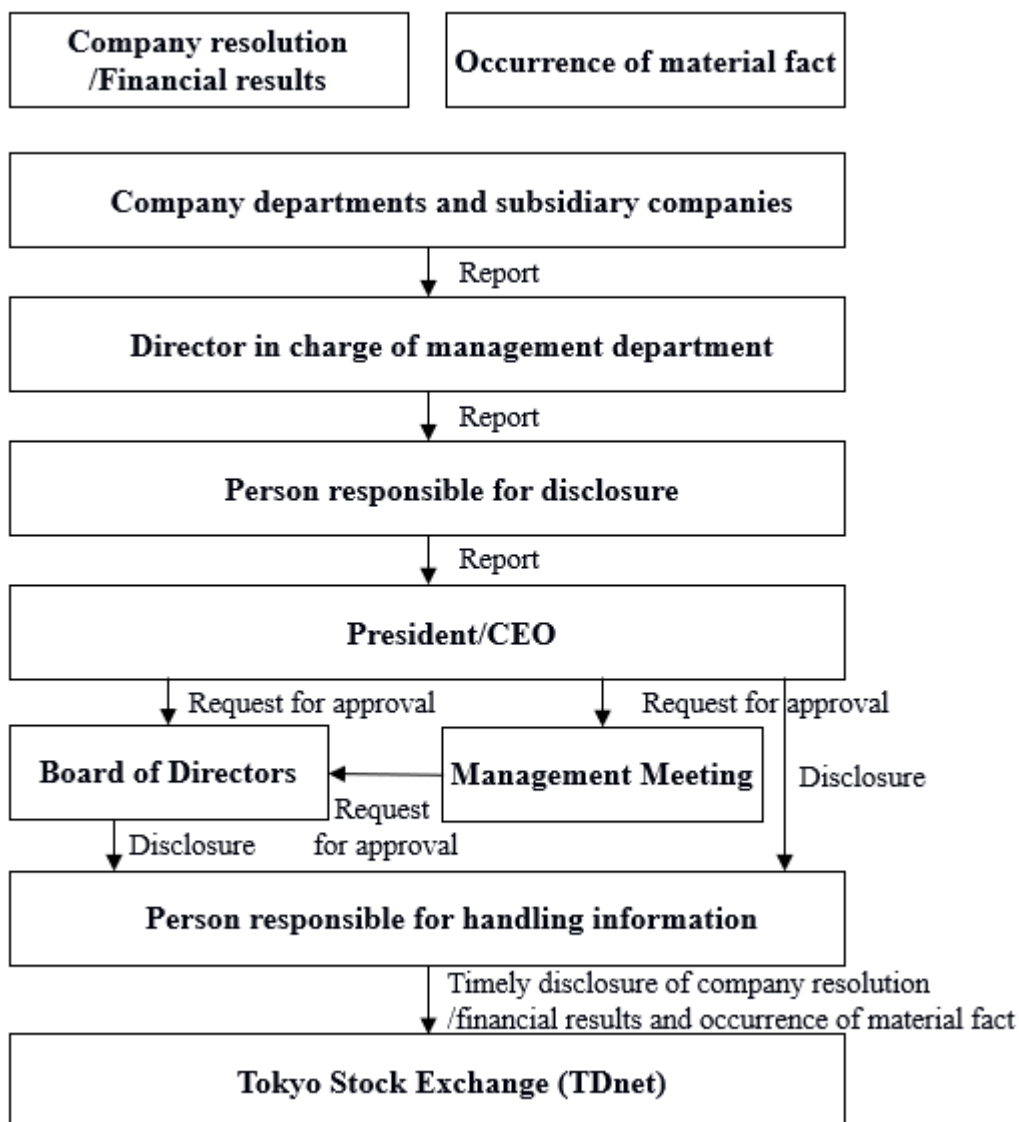 Company resolution
/Financial results
Occurrence of material fact
Company departments and subsidiary companies
Report
Director in charge of management department
Report
Person responsible for disclosure
Report
President/CEO
Request for approval
Request for approval
Board of Directors
Management Meeting
Disclosure
Request
for approval
Disclosure
Person responsible for handling information
Timely disclosure of company resolution
/financial results and occurrence of material fact
Tokyo Stock Exchange (TDnet)